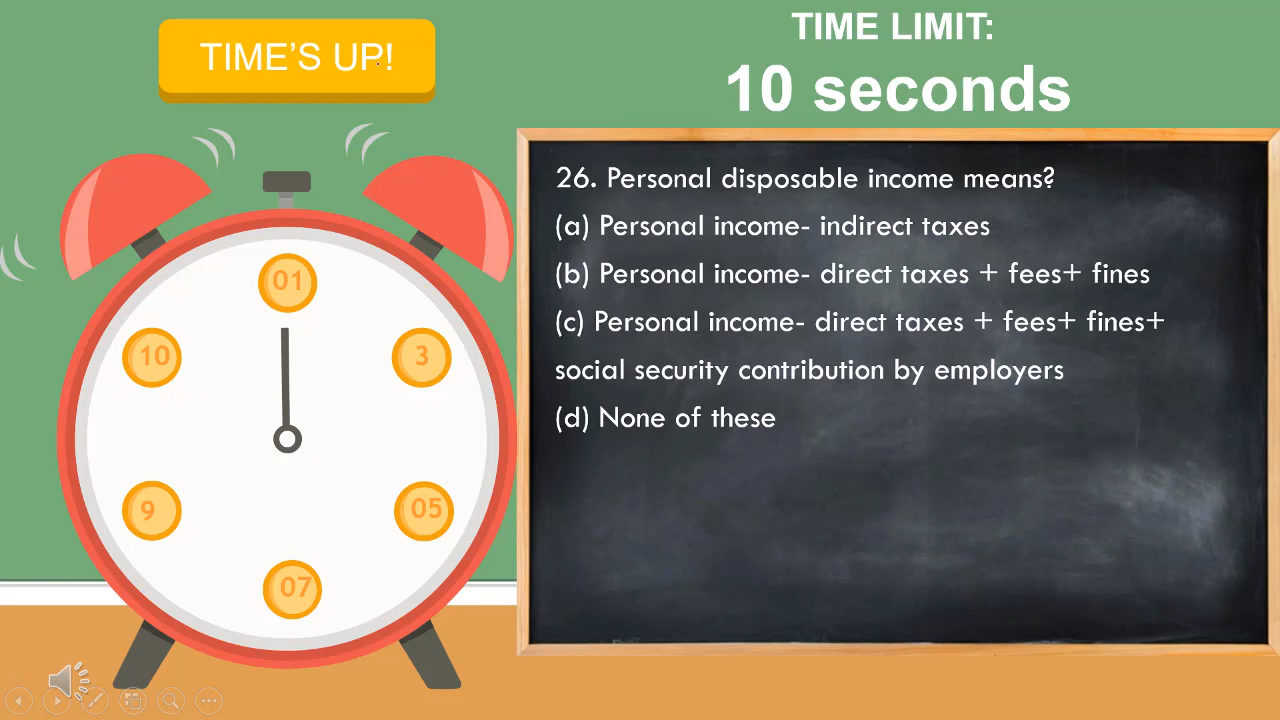 TIME’S UP!
TIME LIMIT:
10 seconds
26. Personal disposable income means?
(a) Personal income- indirect taxes
(b) Personal income- direct taxes + fees+ fines
(c) Personal income- direct taxes + fees+ fines+
social security contribution by employers
(d) None of these
01
10
3
9
05
07